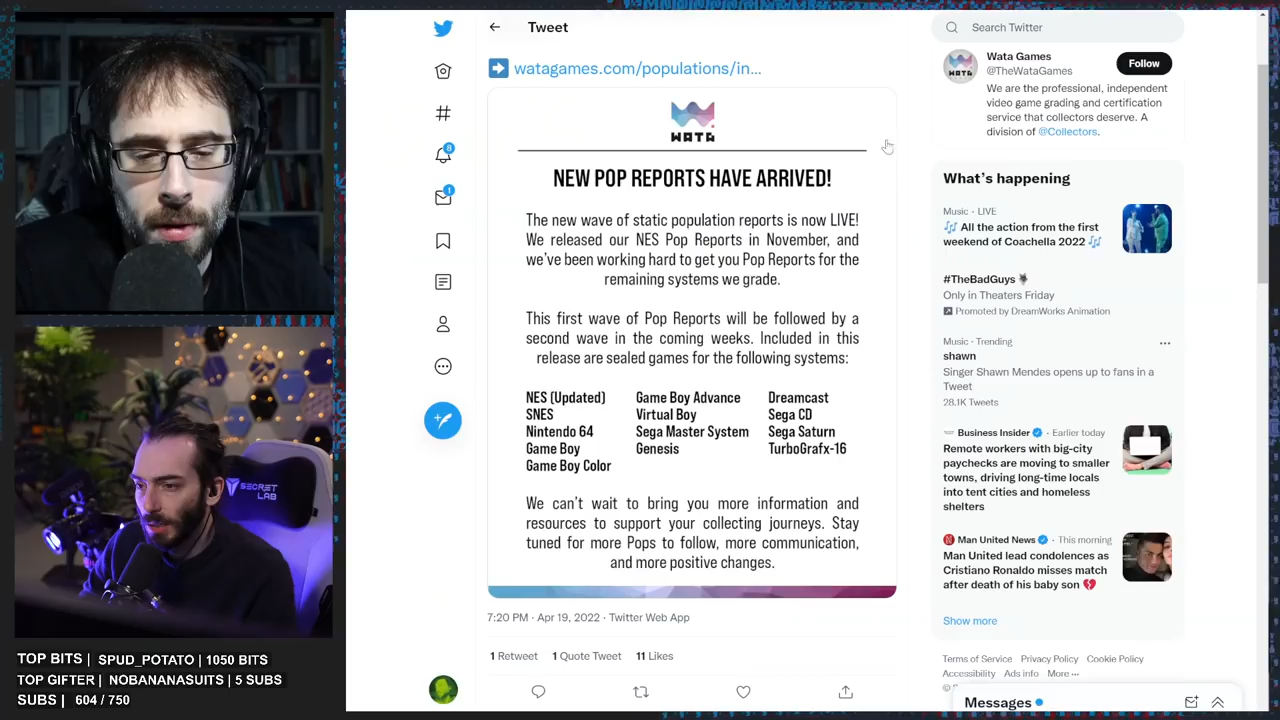 Tweet
Search Twitter
watagames.com/populations/in...
WATA
NEW POP REPORTS HAVE ARRIVED!
The new wave of static population reports is now LIVE!
We released our NES Pop Reports in November, and
we've been working hard to get you Pop Reports for the
remaining systems we grade.
This first wave of Pop Reports will be followed by a
second wave in the coming weeks. Included in this
release are sealed games for the following systems:
NES (Updated)
SNES
Nintendo 64
Game Boy
Game Boy Color
Game Boy Advance
Virtual Boy
Sega Master System
Genesis
Dreamcast
Sega CD
Sega Saturn
TurboGrafx-16
We can't wait to bring you more information and
resources to support your collecting journeys. Stay
tuned for more Pops to follow, more communication,
and more positive changes.
7:20 PM · Apr 19, 2022 · Twitter Web App
1 Retweet 1 Quote Tweet 11 Likes
8
1
WATA
Wata Games
@TheWataGames
Follow
We are the professional, independent
video game grading and certification
service that collectors deserve. A
division of @Collectors.
What's happening
Music · LIVE
All the action from the first
weekend of Coachella 2022
#TheBadGuys
Only in Theaters Friday
Promoted by DreamWorks Animation
Music · Trending
shawn
Singer Shawn Mendes opens up to fans in a
Tweet
28.1K Tweets
Business Insider · Earlier today
Remote workers with big-city
paychecks are moving to smaller
towns, driving long-time locals
into tent cities and homeless
shelters
Man United News · This morning
Man United lead condolences as
Cristiano Ronaldo misses match
after death of his baby son
Show more
Terms of Service Privacy Policy Cookie Policy
Accessibility Ads info More ···
Messages
SECRET
LAB
TOP BITS | SPUD_POTATO | 1050 BITS
TOP GIFTER | NOBANANASUITS | 5 SUBS
SUBS | 604 / 750